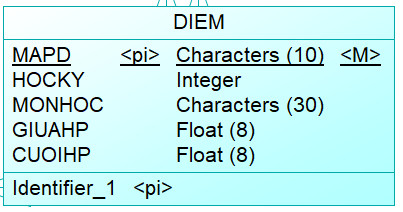 DIEM
MAPD <pi> Characters (10) <M>
HOCKY Integer
MONHOC Characters (30)
GIUAHP Float (8)
CUOIHP Float (8)
Identifier_1 <pi>